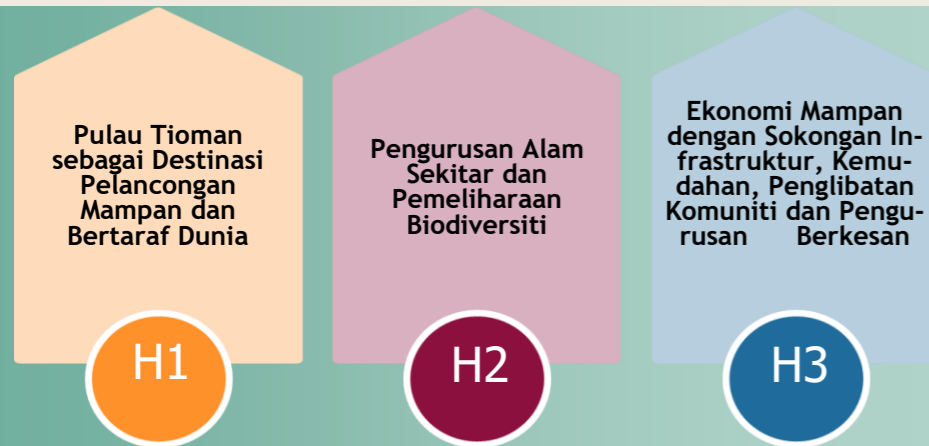 Pulau Tioman
sebagai Destinasi
Pelancongan
Mampan dan
Bertaraf Dunia
H1
Pengurusan Alam
Sekitar dan
Pemeliharaan
Biodiversiti
H2
Ekonomi Mampan
dengan Sokongan In-
frastruktur, Kemu-
dahan, Penglibatan
Komuniti dan Pengu-
rusan Berkesan
H3